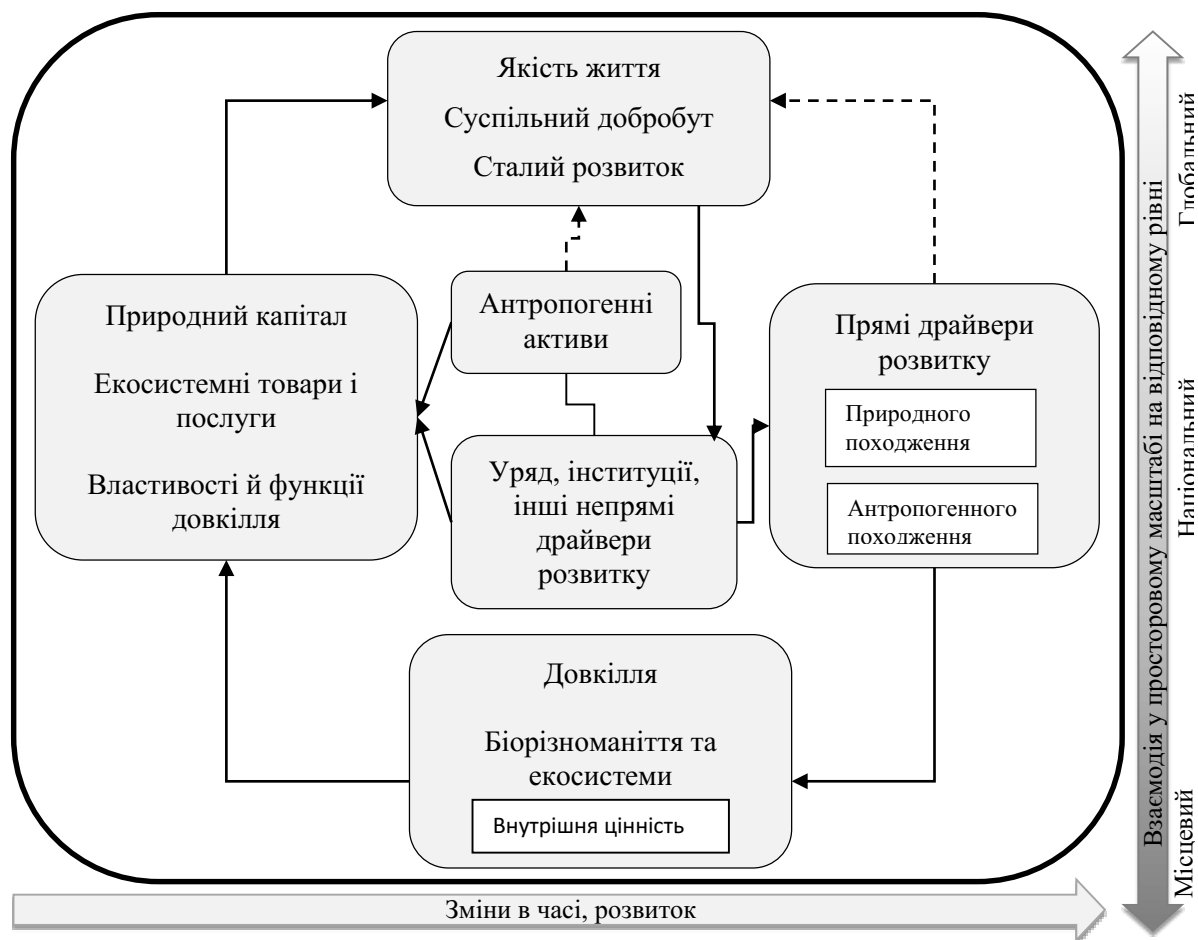 Якість життя
Суспільний добробут
Сталий розвиток
Природний капітал
Екосистемні товари і
послуги
Властивості й функції
довкілля
Антропогенні
активи
Уряд, інституції,
інші непрямі
драйвери
розвитку
Прямі драйвери
розвитку
Природного
походження
Антропогенного
походження
Довкілля
Біорізноманіття та
екосистеми
Внутрішня цінність
Зміни в часі, розвиток
Взаємодія у просторовому масштабі на відповідному рівні
Глобальний
Національний
Місцевий